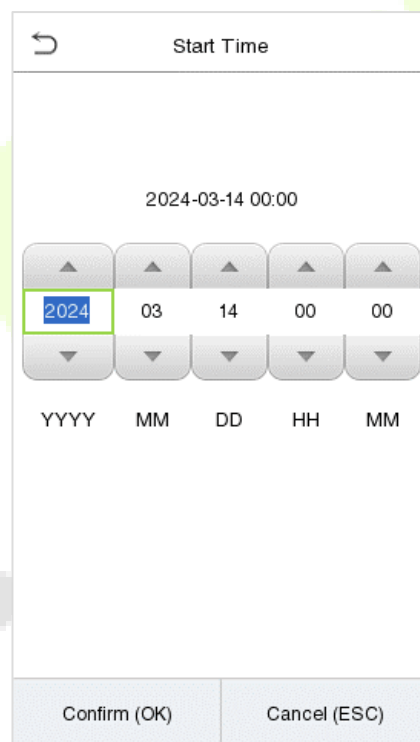 Start Time
2024-03-14 00:00
2024 03 14 00 00
YYYY MM DD HH MM
Confirm (OK) Cancel (ESC)